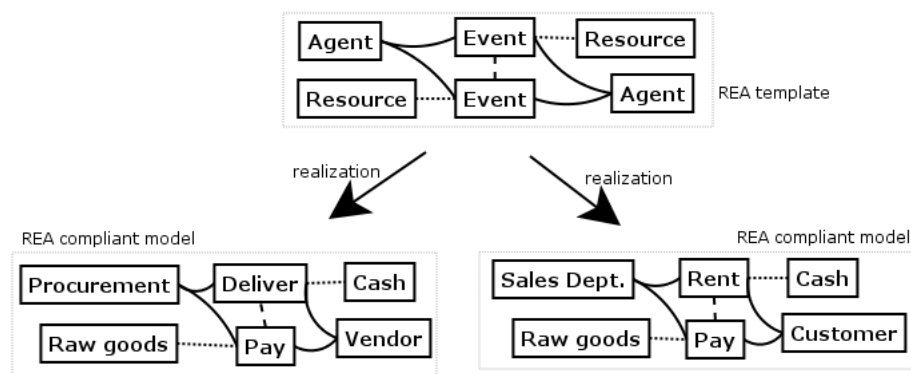 Agent
Event
Resource
Resource
Event
Agent
REA template
realization
realization
REA compliant model
Procurement
Deliver
Cash
Raw goods
Pay
Vendor
REA compliant model
Sales Dept.
Rent
Cash
Raw goods
Pay
Customer